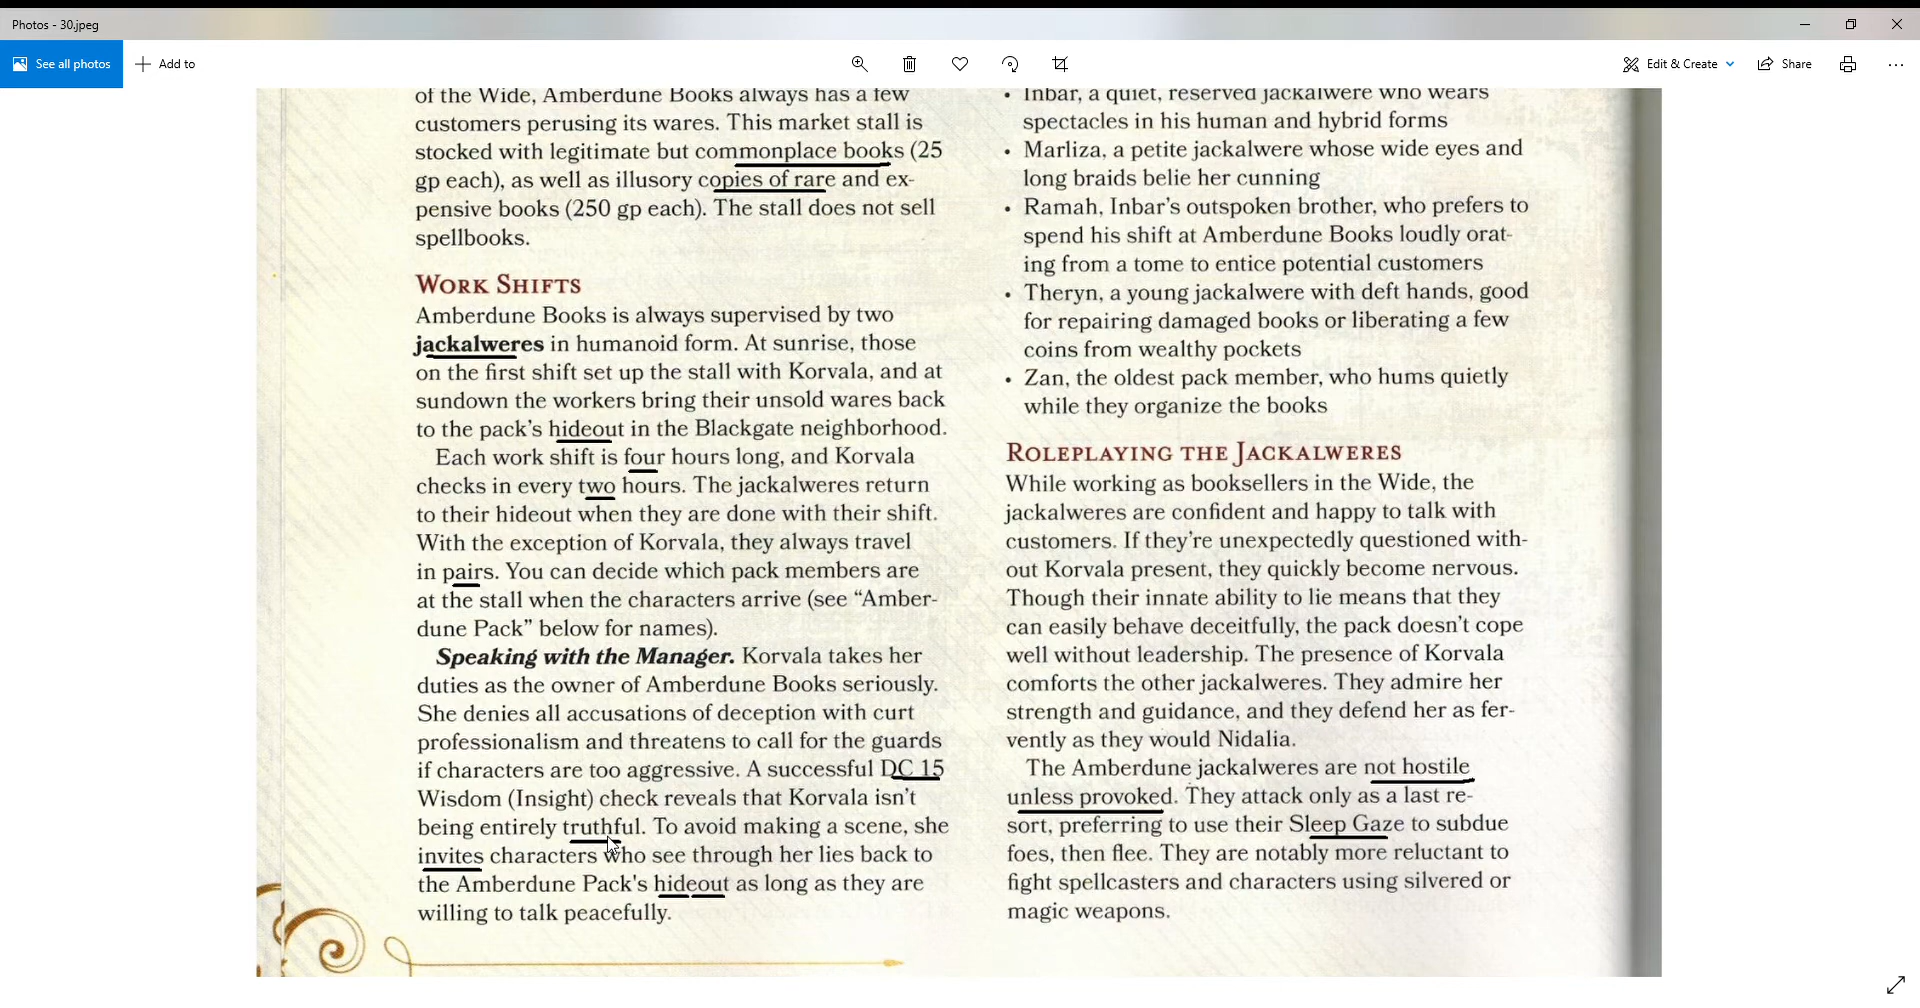 Photos - 30.jpeg
See all photos
Add to
Edit & Create
Share
of the Wide, Amberdune Books always has a few
customers perusing its wares. This market stall is
stocked with legitimate but commonplace books (25
gp each), as well as illusory copies of rare and ex-
pensive books (250 gp each). The stall does not sell
spellbooks.
WORK SHIFTS
Amberdune Books is always supervised by two
jackalweres in humanoid form. At sunrise, those
on the first shift set up the stall with Korvala, and at
sundown the workers bring their unsold wares back
to the pack's hideout in the Blackgate neighborhood.
Each work shift is four hours long, and Korvala
checks in every two hours. The jackalweres return
to their hideout when they are done with their shift.
With the exception of Korvala, they always travel
in pairs. You can decide which pack members are
at the stall when the characters arrive (see “Amber-
dune Pack” below for names).
Speaking with the Manager. Korvala takes her
duties as the owner of Amberdune Books seriously.
She denies all accusations of deception with curt
professionalism and threatens to call for the guards
if characters are too aggressive. A successful DC 15
Wisdom (Insight) check reveals that Korvala isn't
being entirely truthful. To avoid making a scene, she
invites characters who see through her lies back to
the Amberdune Pack's hideout as long as they are
willing to talk peacefully.
• Inbar, a quiet, reserved jackalwere who wears
spectacles in his human and hybrid forms
• Marliza, a petite jackalwere whose wide eyes and
long braids belie her cunning
• Ramah, Inbar's outspoken brother, who prefers to
spend his shift at Amberdune Books loudly orat-
ing from a tome to entice potential customers
• Theryn, a young jackalwere with deft hands, good
for repairing damaged books or liberating a few
coins from wealthy pockets
• Zan, the oldest pack member, who hums quietly
while they organize the books
ROLEPLAYING THE JACKALWERES
While working as booksellers in the Wide, the
jackalweres are confident and happy to talk with
customers. If they're unexpectedly questioned with-
out Korvala present, they quickly become nervous.
Though their innate ability to lie means that they
can easily behave deceitfully, the pack doesn't cope
well without leadership. The presence of Korvala
comforts the other jackalweres. They admire her
strength and guidance, and they defend her as fer-
vently as they would Nidalia.
The Amberdune jackalweres are not hostile
unless provoked. They attack only as a last re-
sort, preferring to use their Sleep Gaze to subdue
foes, then flee. They are notably more reluctant to
fight spellcasters and characters using silvered or
magic weapons.